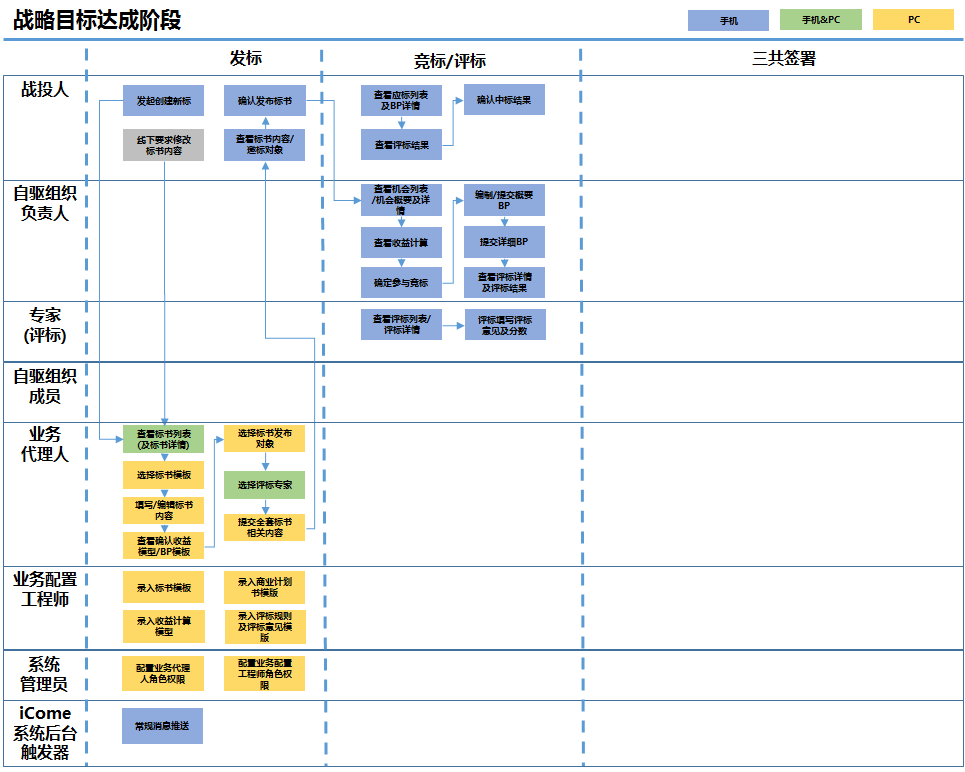 战略目标达成阶段
手机
手机&PC
PC
发标
竞标/评标
三共签署
战投人
发起创建新标
确认发布标书
线下要求修改
标书内容
查看标书内容/
邀标对象
查看应标列表
及BP详情
查看评标结果
确认中标结果
自驱组织
负责人
查看机会列表
/机会概要及详
情
查看收益计算
确定参与竞标
编制/提交概要
BP
提交详细BP
查看评标详情
及评标结果
专家
(评标)
查看评标列表/
评标详情
评标填写评标
意见及分数
自驱组织
成员
业务
代理人
查看标书列表
(及标书详情)
选择标书模板
填写/编辑标书
内容
查看确认收益
模型/BP模板
选择标书发布
对象
选择评标专家
提交全套标书
相关内容
业务配置
工程师
录入标书模板
录入商业计划
书模版
录入收益计算
模型
录入评标规则
及评标意见模
版
系统
管理员
配置业务代理
人角色权限
配置业务配置
工程师角色权
限
iCome
系统后台
触发器
常规消息推送